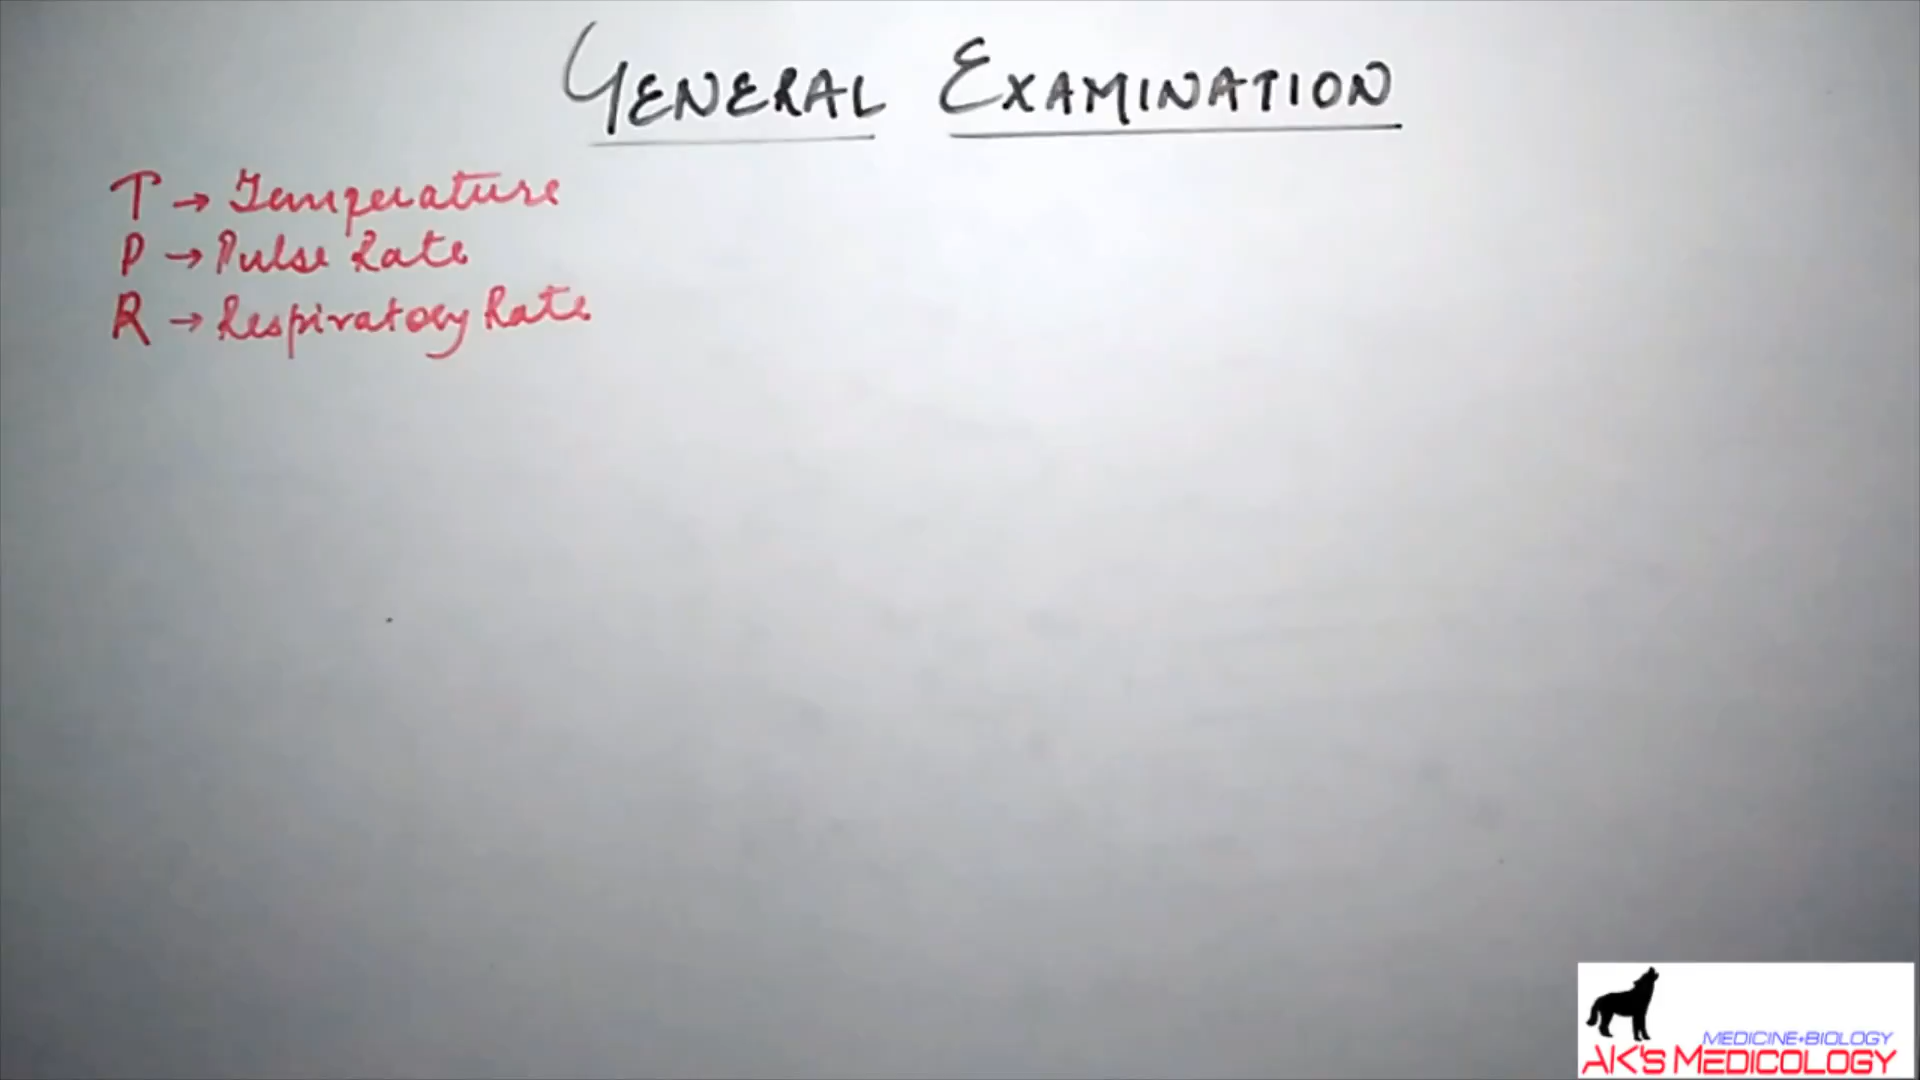 GENERAL EXAMINATION
T → Temperature
P → Pulse Rate
R → Respiratory Rate
MEDICINE+BIOLOGY
AK'S MEDICOLOGY